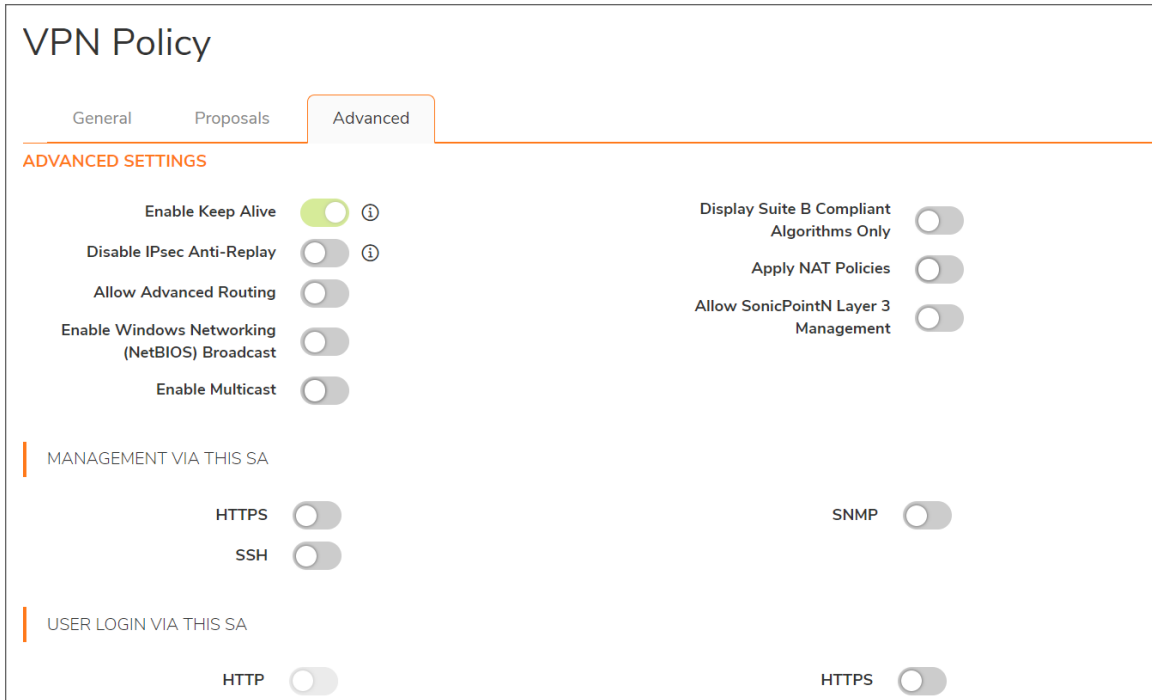 VPN Policy
General Proposals Advanced
ADVANCED SETTINGS
Enable Keep Alive
Disable IPsec Anti-Replay
Allow Advanced Routing
Enable Windows Networking
(NetBIOS) Broadcast
Enable Multicast
Display Suite B Compliant
Algorithms Only
Apply NAT Policies
Allow SonicPointN Layer 3
Management
MANAGEMENT VIA THIS SA
HTTPS
SSH
SNMP
USER LOGIN VIA THIS SA
HTTP
HTTPS